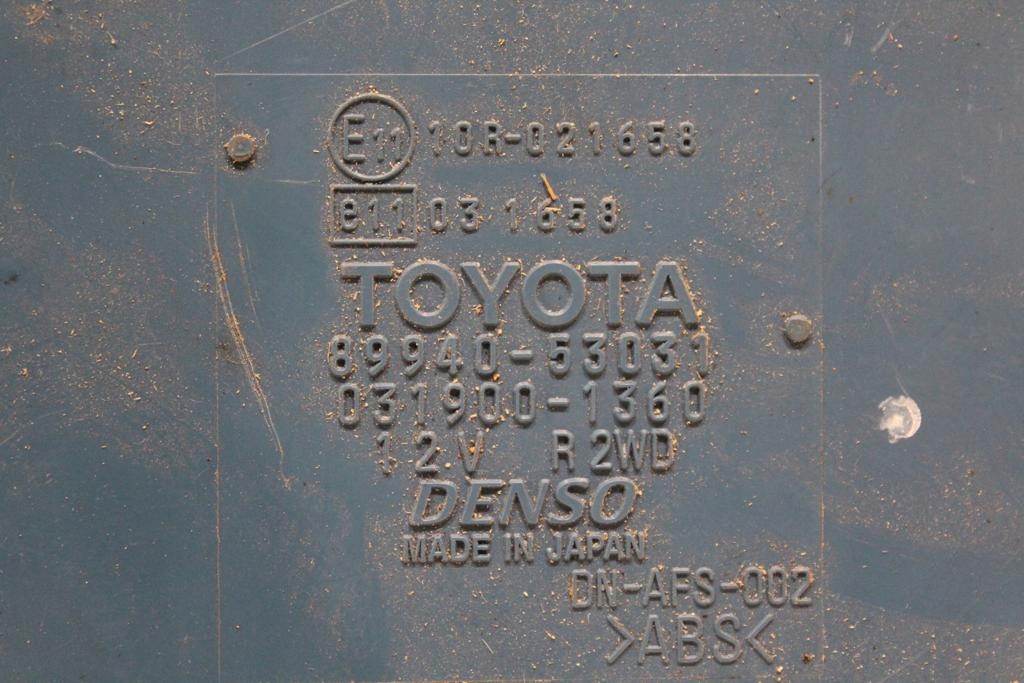 E11 10R-021658
e11 03 1658
TOYOTA
89940-53031
031900-1360
12V R 2WD
DENSO
MADE IN JAPAN
DN-AFS-002
>ABS<